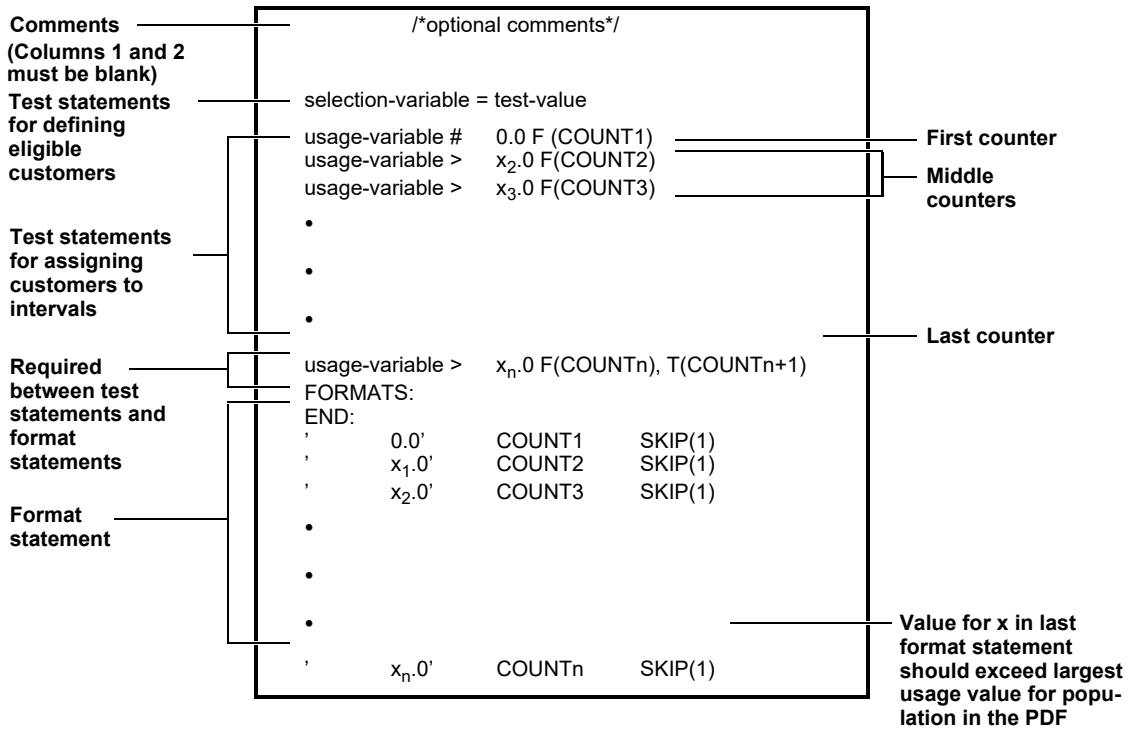 Comments
(Columns 1 and 2
must be blank)
/*optional comments*/
Test statements
for defining
eligible
customers
selection-variable = test-value
usage-variable # 0.0 F (COUNT1)
First counter
usage-variable > x2.0 F(COUNT2)
usage-variable > x3.0 F(COUNT3)
Middle
counters
•
•
•
Test statements
for assigning
customers to
intervals
Last counter
Required
between test
statements and
format
statements
usage-variable > xn.0 F(COUNTn), T(COUNTn+1)
FORMATS:
END:
’ 0.0’ COUNT1 SKIP(1)
’ x1.0’ COUNT2 SKIP(1)
’ x2.0’ COUNT3 SKIP(1)
Format
statement
•
•
•
’ xn.0’ COUNTn SKIP(1)
Value for x in last
format statement
should exceed largest
usage value for popu-
lation in the PDF